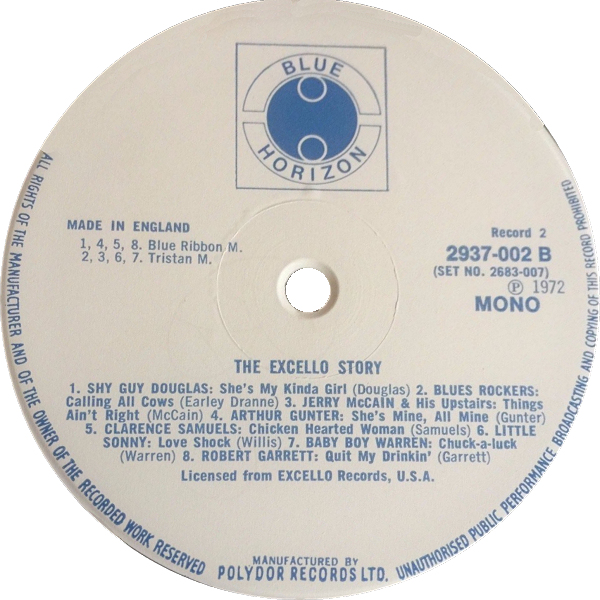 BLUE
HORIZON
MADE IN ENGLAND
1, 4, 5, 8. Blue Ribbon M.
2, 3, 6, 7. Tristan M.
Record 2
2937-002 B
(SET NO. 2683-007)
Ⓟ 1972
MONO
THE EXCELLO STORY
1. SHY GUY DOUGLAS: She's My Kinda Girl (Douglas) 2. BLUES ROCKERS:
Calling All Cows (Earley Dranne) 3. JERRY McCAIN & His Upstairs: Things
Ain't Right (McCain) 4. ARTHUR GUNTER: She's Mine, All Mine (Gunter)
5. CLARENCE SAMUELS: Chicken Hearted Woman (Samuels) 6. LITTLE
SONNY: Love Shock (Willis) 7. BABY BOY WARREN: Chuck-a-luck
(Warren) 8. ROBERT GARRETT: Quit My Drinkin' (Garrett)
Licensed from EXCELLO Records, U.S.A.
ALL RIGHTS OF THE MANUFACTURER AND OF THE OWNER OF THE RECORDED WORK RESERVED
MANUFACTURED BY
POLYDOR RECORDS LTD.
UNAUTHORISED PUBLIC PERFORMANCE BROADCASTING AND COPYING OF THIS RECORD PROHIBITED